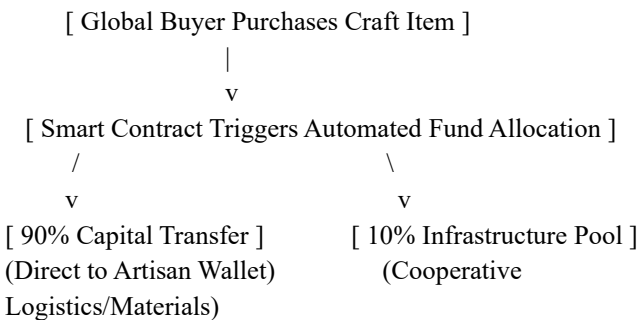 [ Global Buyer Purchases Craft Item ]
|
v
[ Smart Contract Triggers Automated Fund Allocation ]
/ \
v v
[ 90% Capital Transfer ] [ 10% Infrastructure Pool ]
(Direct to Artisan Wallet) (Cooperative
Logistics/Materials)